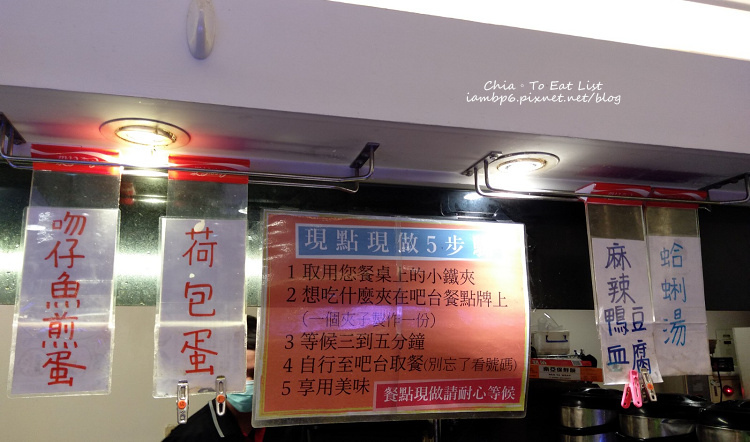 Chia。To Eat List
iambp6.pixnet.net/blog
吻仔魚煎蛋
荷包蛋
現點現做5步
1 取用您餐桌上的小鐵夾
2 想吃什麼夾在吧台餐點牌上
(一個夾子製作一份)
3 等候三到五分鐘
4 自行至吧台取餐(別忘了看號碼)
5 享用美味
餐點現做請耐心等候
麻辣鴨血
豆腐
蛤蜊湯